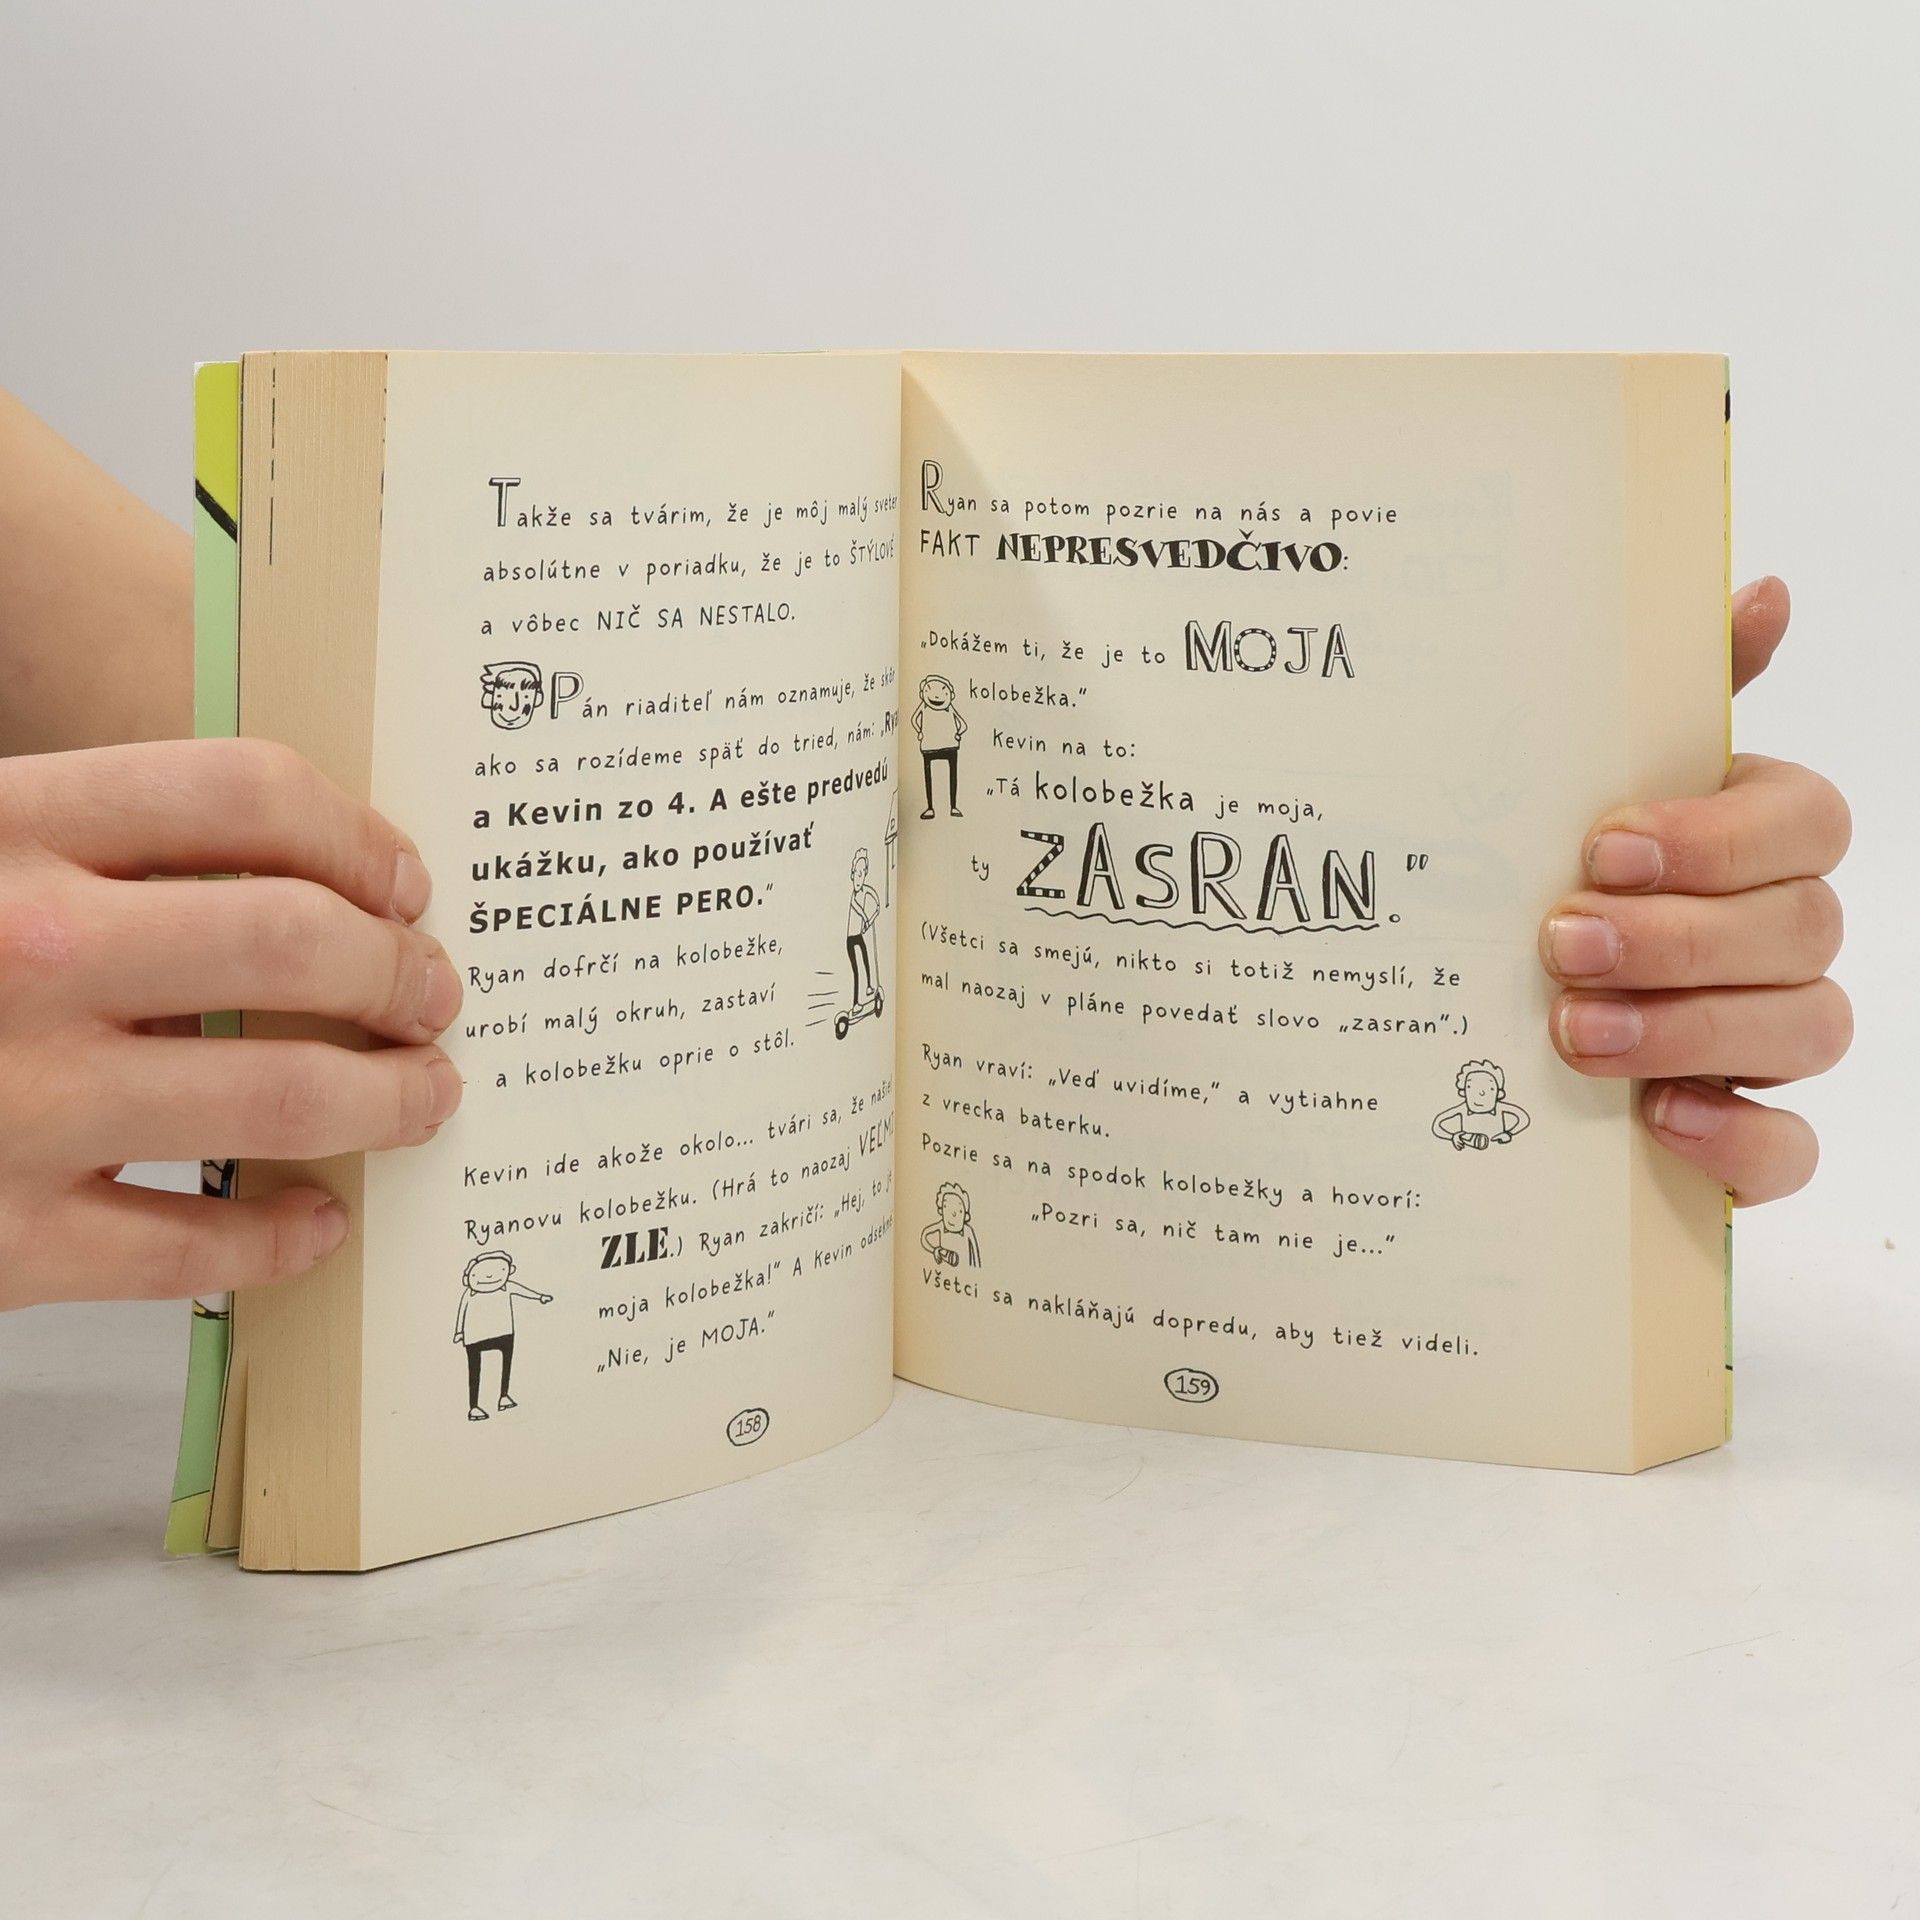 Takže sa tvárim, že je môj malý sveter
absolútne v poriadku, že je to ŠTÝLOVÉ
a vôbec NIČ SA NESTALO.
Pán riaditeľ nám oznamuje, že skôr
ako sa rozídeme späť do tried, nám: „Ryan
a Kevin zo 4. A ešte predvedú
ukážku, ako používať
ŠPECIÁLNE PERO.“
Ryan dofrčí na kolobežke,
urobí malý okruh, zastaví
a kolobežku oprie o stôl.
Kevin ide akože okolo... tvári sa, že našiel
Ryanovu kolobežku. (Hrá to naozaj VEĽMI
ZLE.) Ryan zakričí: „Hej, to je
moja kolobežka!“ A Kevin odsekne
„Nie, je MOJA.“
158
Ryan sa potom pozrie na nás a povie
FAKT NEPRESVEDČIVO:
„Dokážem ti, že je to MOJA
kolobežka.“
Kevin na to:
„Tá kolobežka je moja,
ty ZASRAN.“
(Všetci sa smejú, nikto si totiž nemyslí, že
mal naozaj v pláne povedať slovo „zasran“.)
Ryan vraví: „Veď uvidíme,“ a vytiahne
z vrecka baterku.
Pozrie sa na spodok kolobežky a hovorí:
„Pozri sa, nič tam nie je...“
Všetci sa nakláňajú dopredu, aby tiež videli.
159